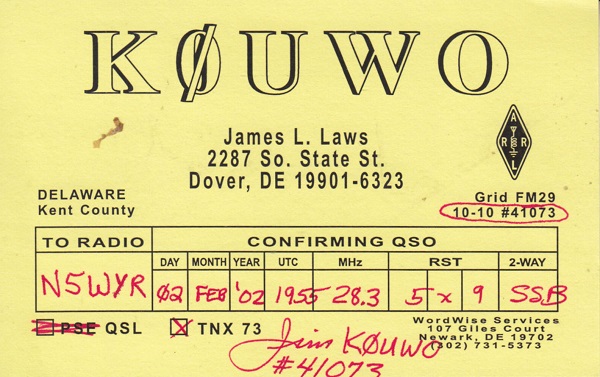 KØUWO
James L. Laws
2287 So. State St.
Dover, DE 19901-6323
ARRL
DELAWARE
Kent County
Grid FM29
10-10 #41073
TO RADIO CONFIRMING QSO
DAY MONTH YEAR UTC MHz RST 2-WAY
N5WYR Ø2 FEB '02 1955 28.3 5 x 9 SSB
PSE QSL X TNX 73
Jim KØUWO
#41073
WordWise Services
107 Giles Court
Newark, DE 19702
(302) 731-5373